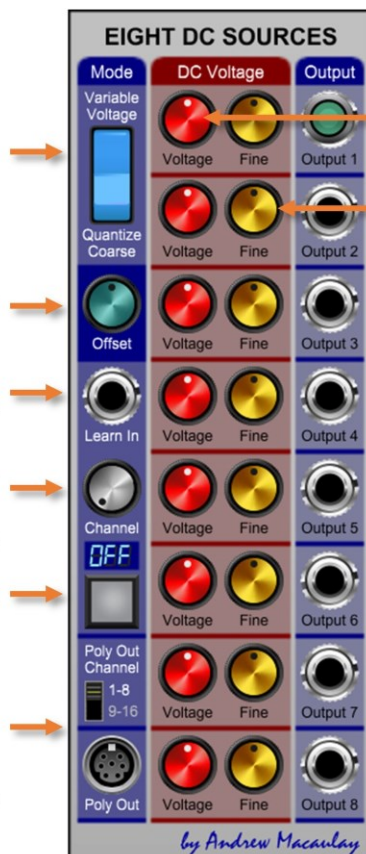 EIGHT DC SOURCES
Mode DC Voltage Output
Variable
Voltage
Voltage Fine Output 1
Quantize
Coarse
Voltage Fine Output 2
Offset
Voltage Fine Output 3
Learn In
Voltage Fine Output 4
Channel
Voltage Fine Output 5
OFF
Voltage Fine Output 6
Poly Out
Channel
1-8
9-16
Voltage Fine Output 7
Poly Out
Voltage Fine Output 8
by Andrew Macaulay